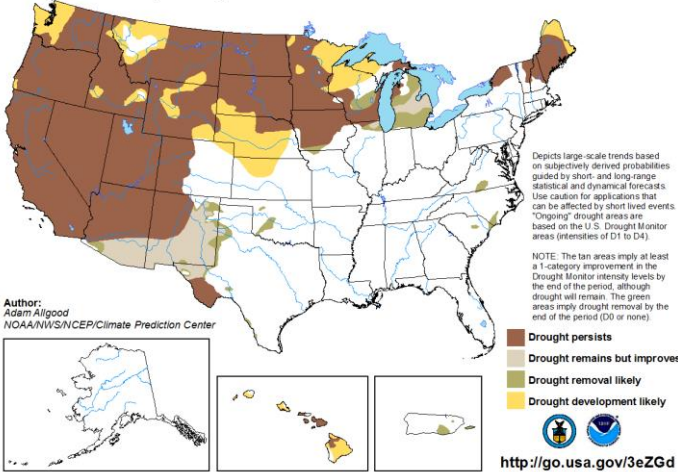 Depicts large-scale trends based
on subjectively derived probabilities
guided by short- and long-range
statistical and dynamical forecasts.
Use caution for applications that
can be affected by short lived events.
"Ongoing" drought areas are
based on the U.S. Drought Monitor
areas (intensities of D1 to D4).
NOTE: The tan areas imply at least
a 1-category improvement in the
Drought Monitor intensity levels by
the end of the period, although
drought will remain. The green
areas imply drought removal by the
end of the period (D0 or none).
Author:
Adam Allgood
NOAA/NWS/NCEP/Climate Prediction Center
Drought persists
Drought remains but improves
Drought removal likely
Drought development likely
http://go.usa.gov/3eZGd